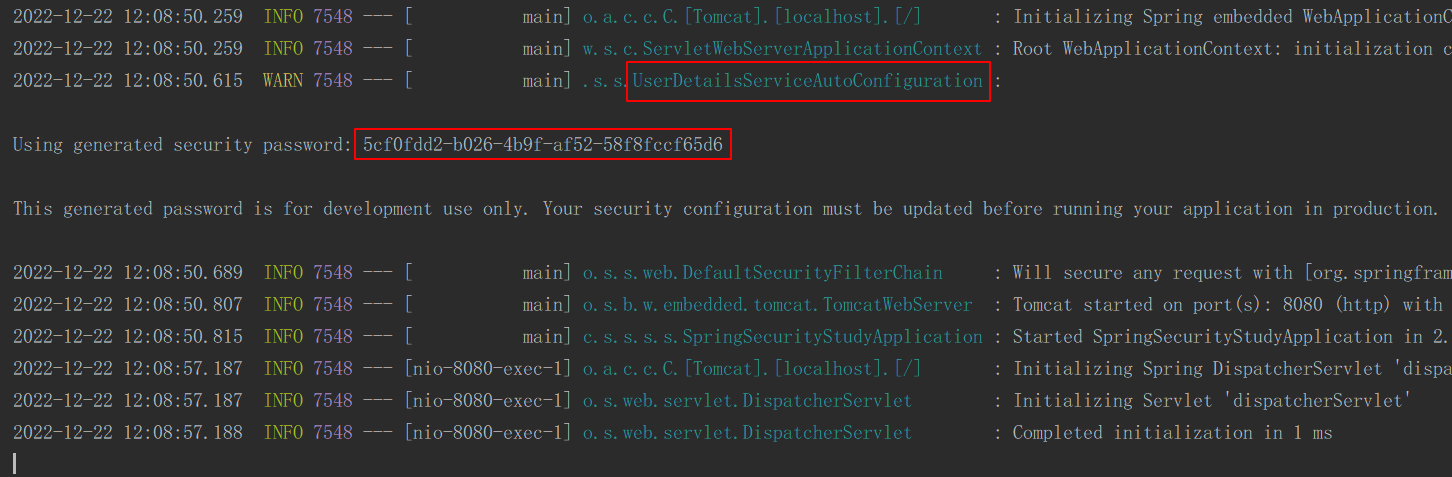 2022-12-22 12:08:50.259  INFO 7548 --- [           main] o.a.c.c.C.[Tomcat].[localhost].[/]       : Initializing Spring embedded WebApplicationC
2022-12-22 12:08:50.259  INFO 7548 --- [           main] w.s.c.ServletWebServerApplicationContext : Root WebApplicationContext: initialization c
2022-12-22 12:08:50.615  WARN 7548 --- [           main] .s.s.UserDetailsServiceAutoConfiguration :
Using generated security password: 5cf0fdd2-b026-4b9f-af52-58f8fccf65d6
This generated password is for development use only. Your security configuration must be updated before running your application in production.
2022-12-22 12:08:50.689  INFO 7548 --- [           main] o.s.s.web.DefaultSecurityFilterChain     : Will secure any request with [org.springfram
2022-12-22 12:08:50.807  INFO 7548 --- [           main] o.s.b.w.embedded.tomcat.TomcatWebServer  : Tomcat started on port(s): 8080 (http) with
2022-12-22 12:08:50.815  INFO 7548 --- [           main] c.s.s.s.s.SpringSecurityStudyApplication : Started SpringSecurityStudyApplication in 2.
2022-12-22 12:08:57.187  INFO 7548 --- [nio-8080-exec-1] o.a.c.c.C.[Tomcat].[localhost].[/]       : Initializing Spring DispatcherServlet 'dispa
2022-12-22 12:08:57.187  INFO 7548 --- [nio-8080-exec-1] o.s.web.servlet.DispatcherServlet        : Initializing Servlet 'dispatcherServlet'
2022-12-22 12:08:57.188  INFO 7548 --- [nio-8080-exec-1] o.s.web.servlet.DispatcherServlet        : Completed initialization in 1 ms